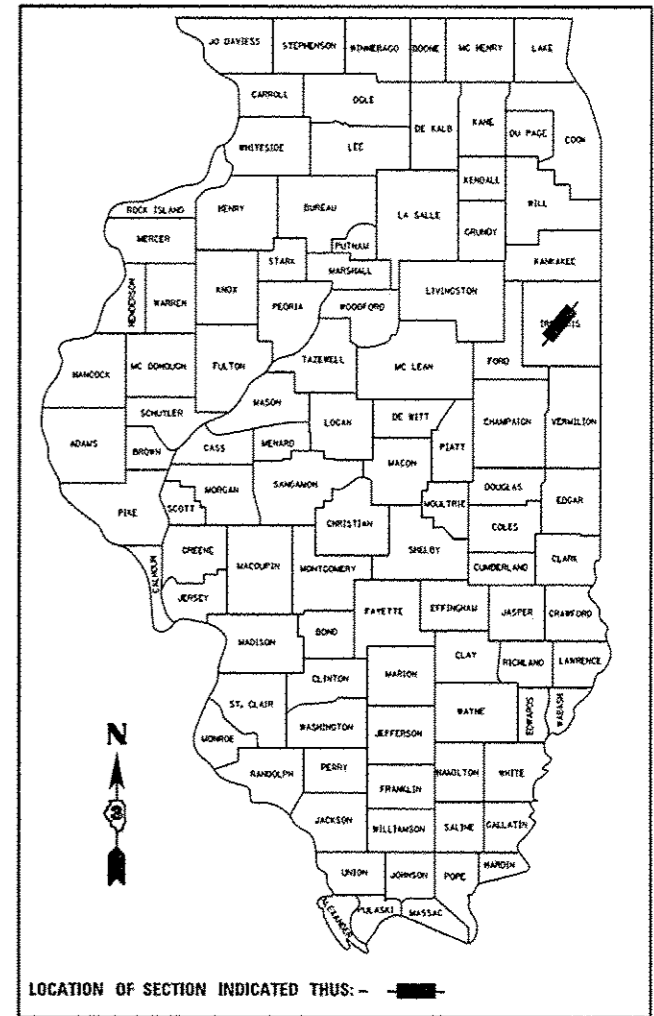 JO DAVIESS STEPHENSON WINNEBAGO BOONE MC HENRY LAKE
CARROLL OGLE DE KALB KANE DU PAGE COOK
WHITESIDE LEE KENDALL WILL
ROCK ISLAND HENRY BUREAU LA SALLE GRUNDY
MERCER PUTNAM KANKAKEE
STARK MARSHALL
HENDERSON WARREN KNOX PEORIA WOODFORD LIVINGSTON
HANCOCK MC DONOUGH FULTON TAZEWELL MC LEAN FORD
SCHUYLER MASON LOGAN DE WITT CHAMPAIGN VERMILION
ADAMS BROWN CASS MENARD MACON PIATT
PIKE SCOTT MORGAN SANGAMON CHRISTIAN MOULTRIE DOUGLAS EDGAR
COLES
CALHOUN GREENE MACOUPIN MONTGOMERY SHELBY CUMBERLAND CLARK
JERSEY FAYETTE EFFINGHAM JASPER CRAWFORD
MADISON BOND CLAY RICHLAND LAWRENCE
CLINTON MARION
ST. CLAIR WAYNE EDWARDS WABASH
MONROE WASHINGTON JEFFERSON
N
RANDOLPH PERRY HAMILTON WHITE
FRANKLIN
JACKSON WILLIAMSON SALINE GALLATIN
UNION JOHNSON POPE HARDIN
ALEXANDER PULASKI MASSAC
LOCATION OF SECTION INDICATED THUS: -